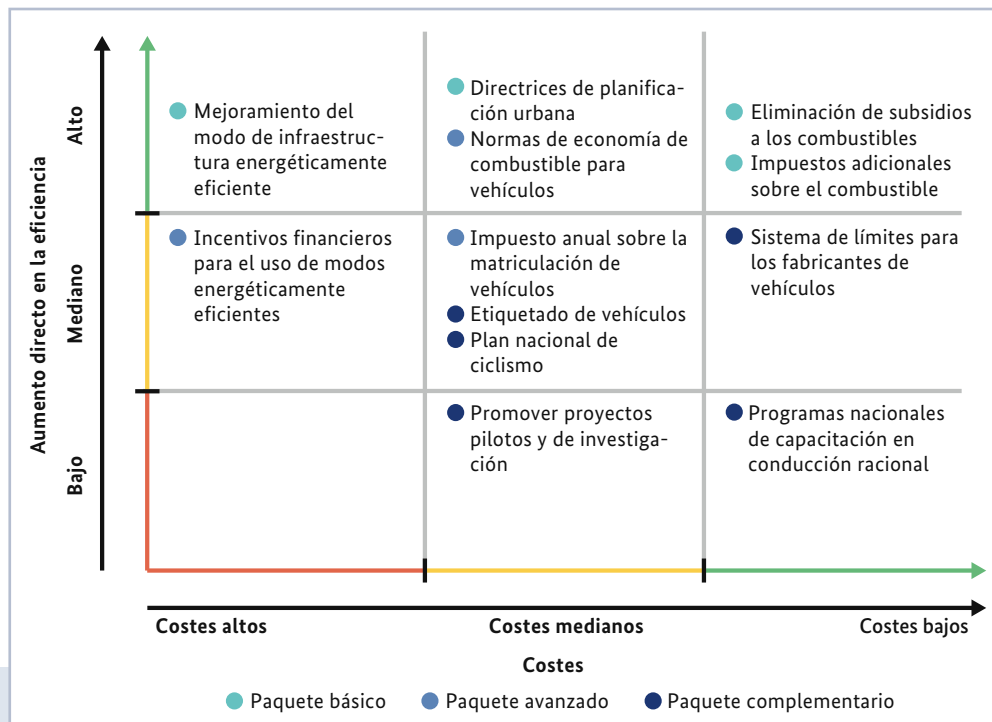 Aumento directo en la eficiencia
Alto
Mejoramiento del
modo de infraestruc-
tura energéticamente
eficiente
Directrices de planifica-
ción urbana
Normas de economía de
combustible para
vehículos
Eliminación de subsidios
a los combustibles
Impuestos adicionales
sobre el combustible
Mediano
Incentivos financieros
para el uso de modos
energéticamente
eficientes
Impuesto anual sobre la
matriculación de
vehículos
Etiquetado de vehículos
Plan nacional de
ciclismo
Sistema de límites para
los fabricantes de
vehículos
Bajo
Promover proyectos
pilotos y de investiga-
ción
Programas nacionales
de capacitación en
conducción racional
Costes altos
Costes medianos
Costes bajos
Costes
Paquete básico
Paquete avanzado
Paquete complementario